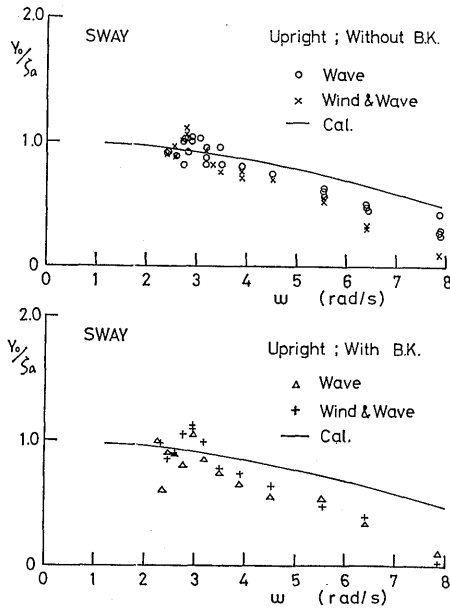 2.0
SWAY
Upright ; Without B.K.
Y₀/ζa
o Wave
× Wind & Wave
— Cal.
1.0
0
0 1 2 3 4 5 6 7 8
ω (rad/s)
2.0
SWAY
Upright ; With B.K.
Y₀/ζa
△ Wave
+ Wind & Wave
— Cal.
1.0
0
0 1 2 3 4 5 6 7 8
ω (rad/s)